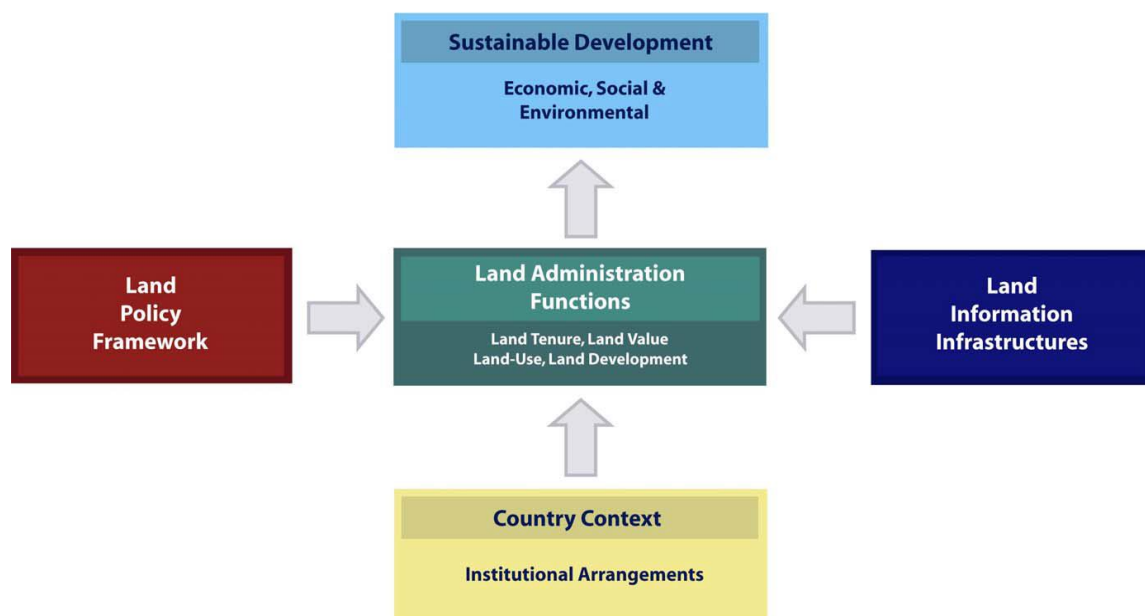 Sustainable Development
Economic, Social &
Environmental
Land
Policy
Framework
Land Administration
Functions
Land Tenure, Land Value
Land-Use, Land Development
Land
Information
Infrastructures
Country Context
Institutional Arrangements